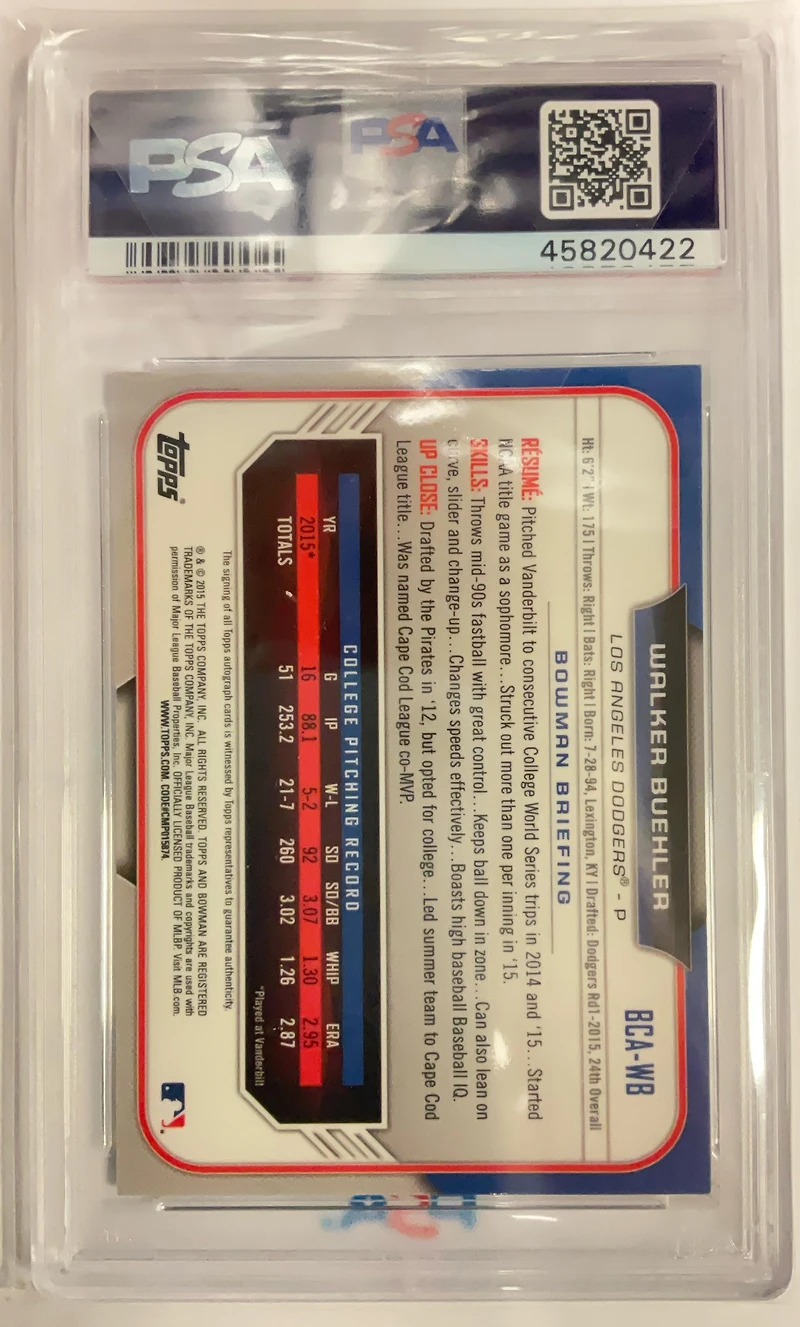 PSA
PSA
45820422
WALKER BUEHLER
BCA-WB
LOS ANGELES DODGERS® - P
Ht: 6'2" | Wt: 175 | Throws: Right | Bats: Right | Born: 7-28-94, Lexington, KY | Drafted: Dodgers Rd1-2015, 24th Overall
BOWMAN BRIEFING
RÉSUMÉ: Pitched Vanderbilt to consecutive College World Series trips in 2014 and '15...Started
NCAA title game as a sophomore...Struck out more than one per inning in '15.
SKILLS: Throws mid-90s fastball with great control...Keeps ball down in zone...Can also lean on
curve, slider and change-up...Changes speeds effectively...Boasts high baseball Baseball IQ.
UP CLOSE: Drafted by the Pirates in '12, but opted for college...Led summer team to Cape Cod
League title...Was named Cape Cod League co-MVP.
COLLEGE PITCHING RECORD
YR G IP W-L SO SO/BB WHIP ERA
2015* 16 88.1 5-2 92 3.07 1.30 2.95
TOTALS 51 253.2 21-7 260 3.02 1.26 2.87
*Played at Vanderbilt
The signing of all Topps autograph cards is witnessed by Topps representatives to guarantee authenticity.
topps®
® & © 2015 THE TOPPS COMPANY, INC. ALL RIGHTS RESERVED. TOPPS AND BOWMAN ARE REGISTERED
TRADEMARKS OF THE TOPPS COMPANY, INC. Major League Baseball trademarks and copyrights are used with
permission of Major League Baseball Properties, Inc. OFFICIALLY LICENSED PRODUCT OF MLBP. Visit MLB.com.
WWW.TOPPS.COM. CODE#CMP015974.